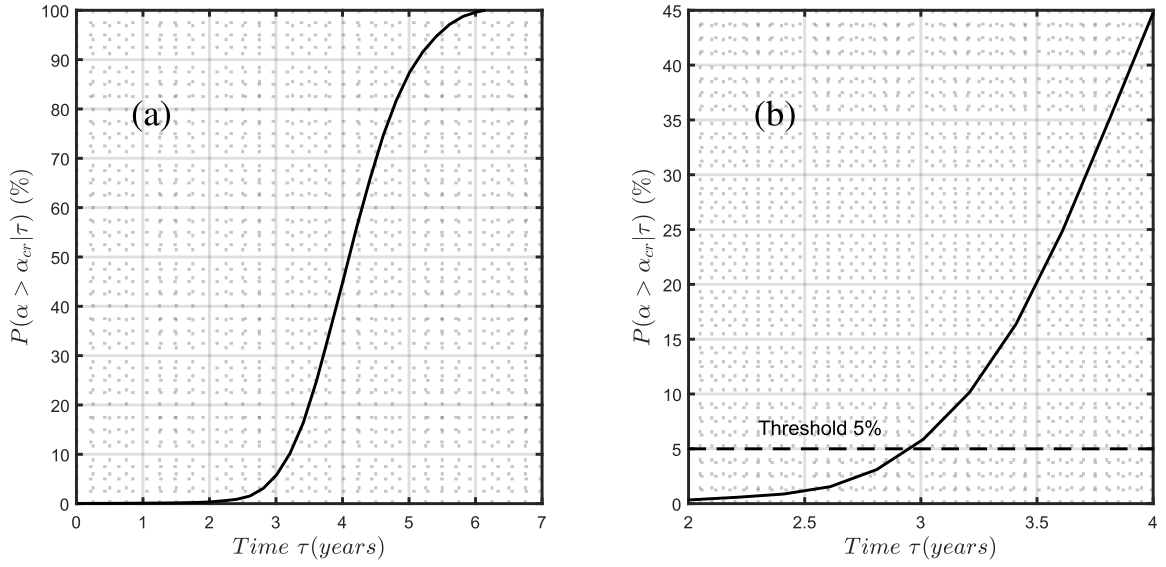 (a)
P(α > α_cr|τ) (%)
100
90
80
70
60
50
40
30
20
10
0
0 1 2 3 4 5 6 7
Time τ(years)
(b)
P(α > α_cr|τ) (%)
45
40
35
30
25
20
15
10
5
0
Threshold 5%
2 2.5 3 3.5 4
Time τ(years)